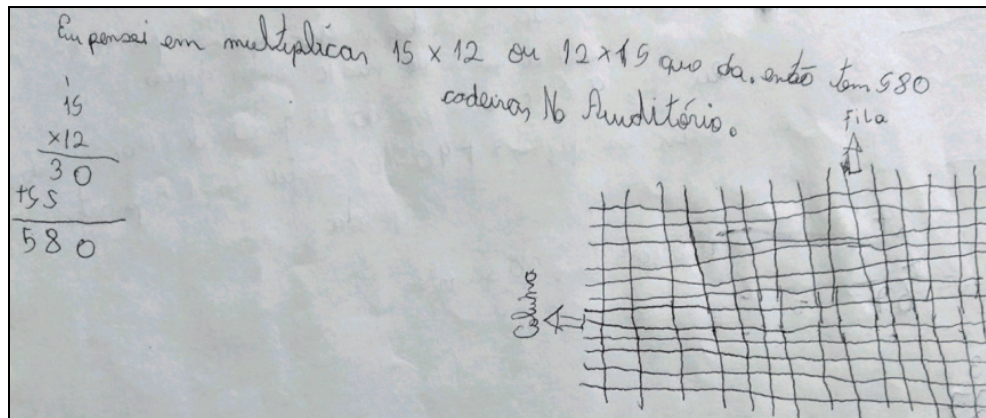 Eu pensei em multiplicar 15 x 12 ou 12 x 15 que da, então tem 580
cadeiras No Auditório.
1
15
x12
30
+55
580
Fila
Coluna